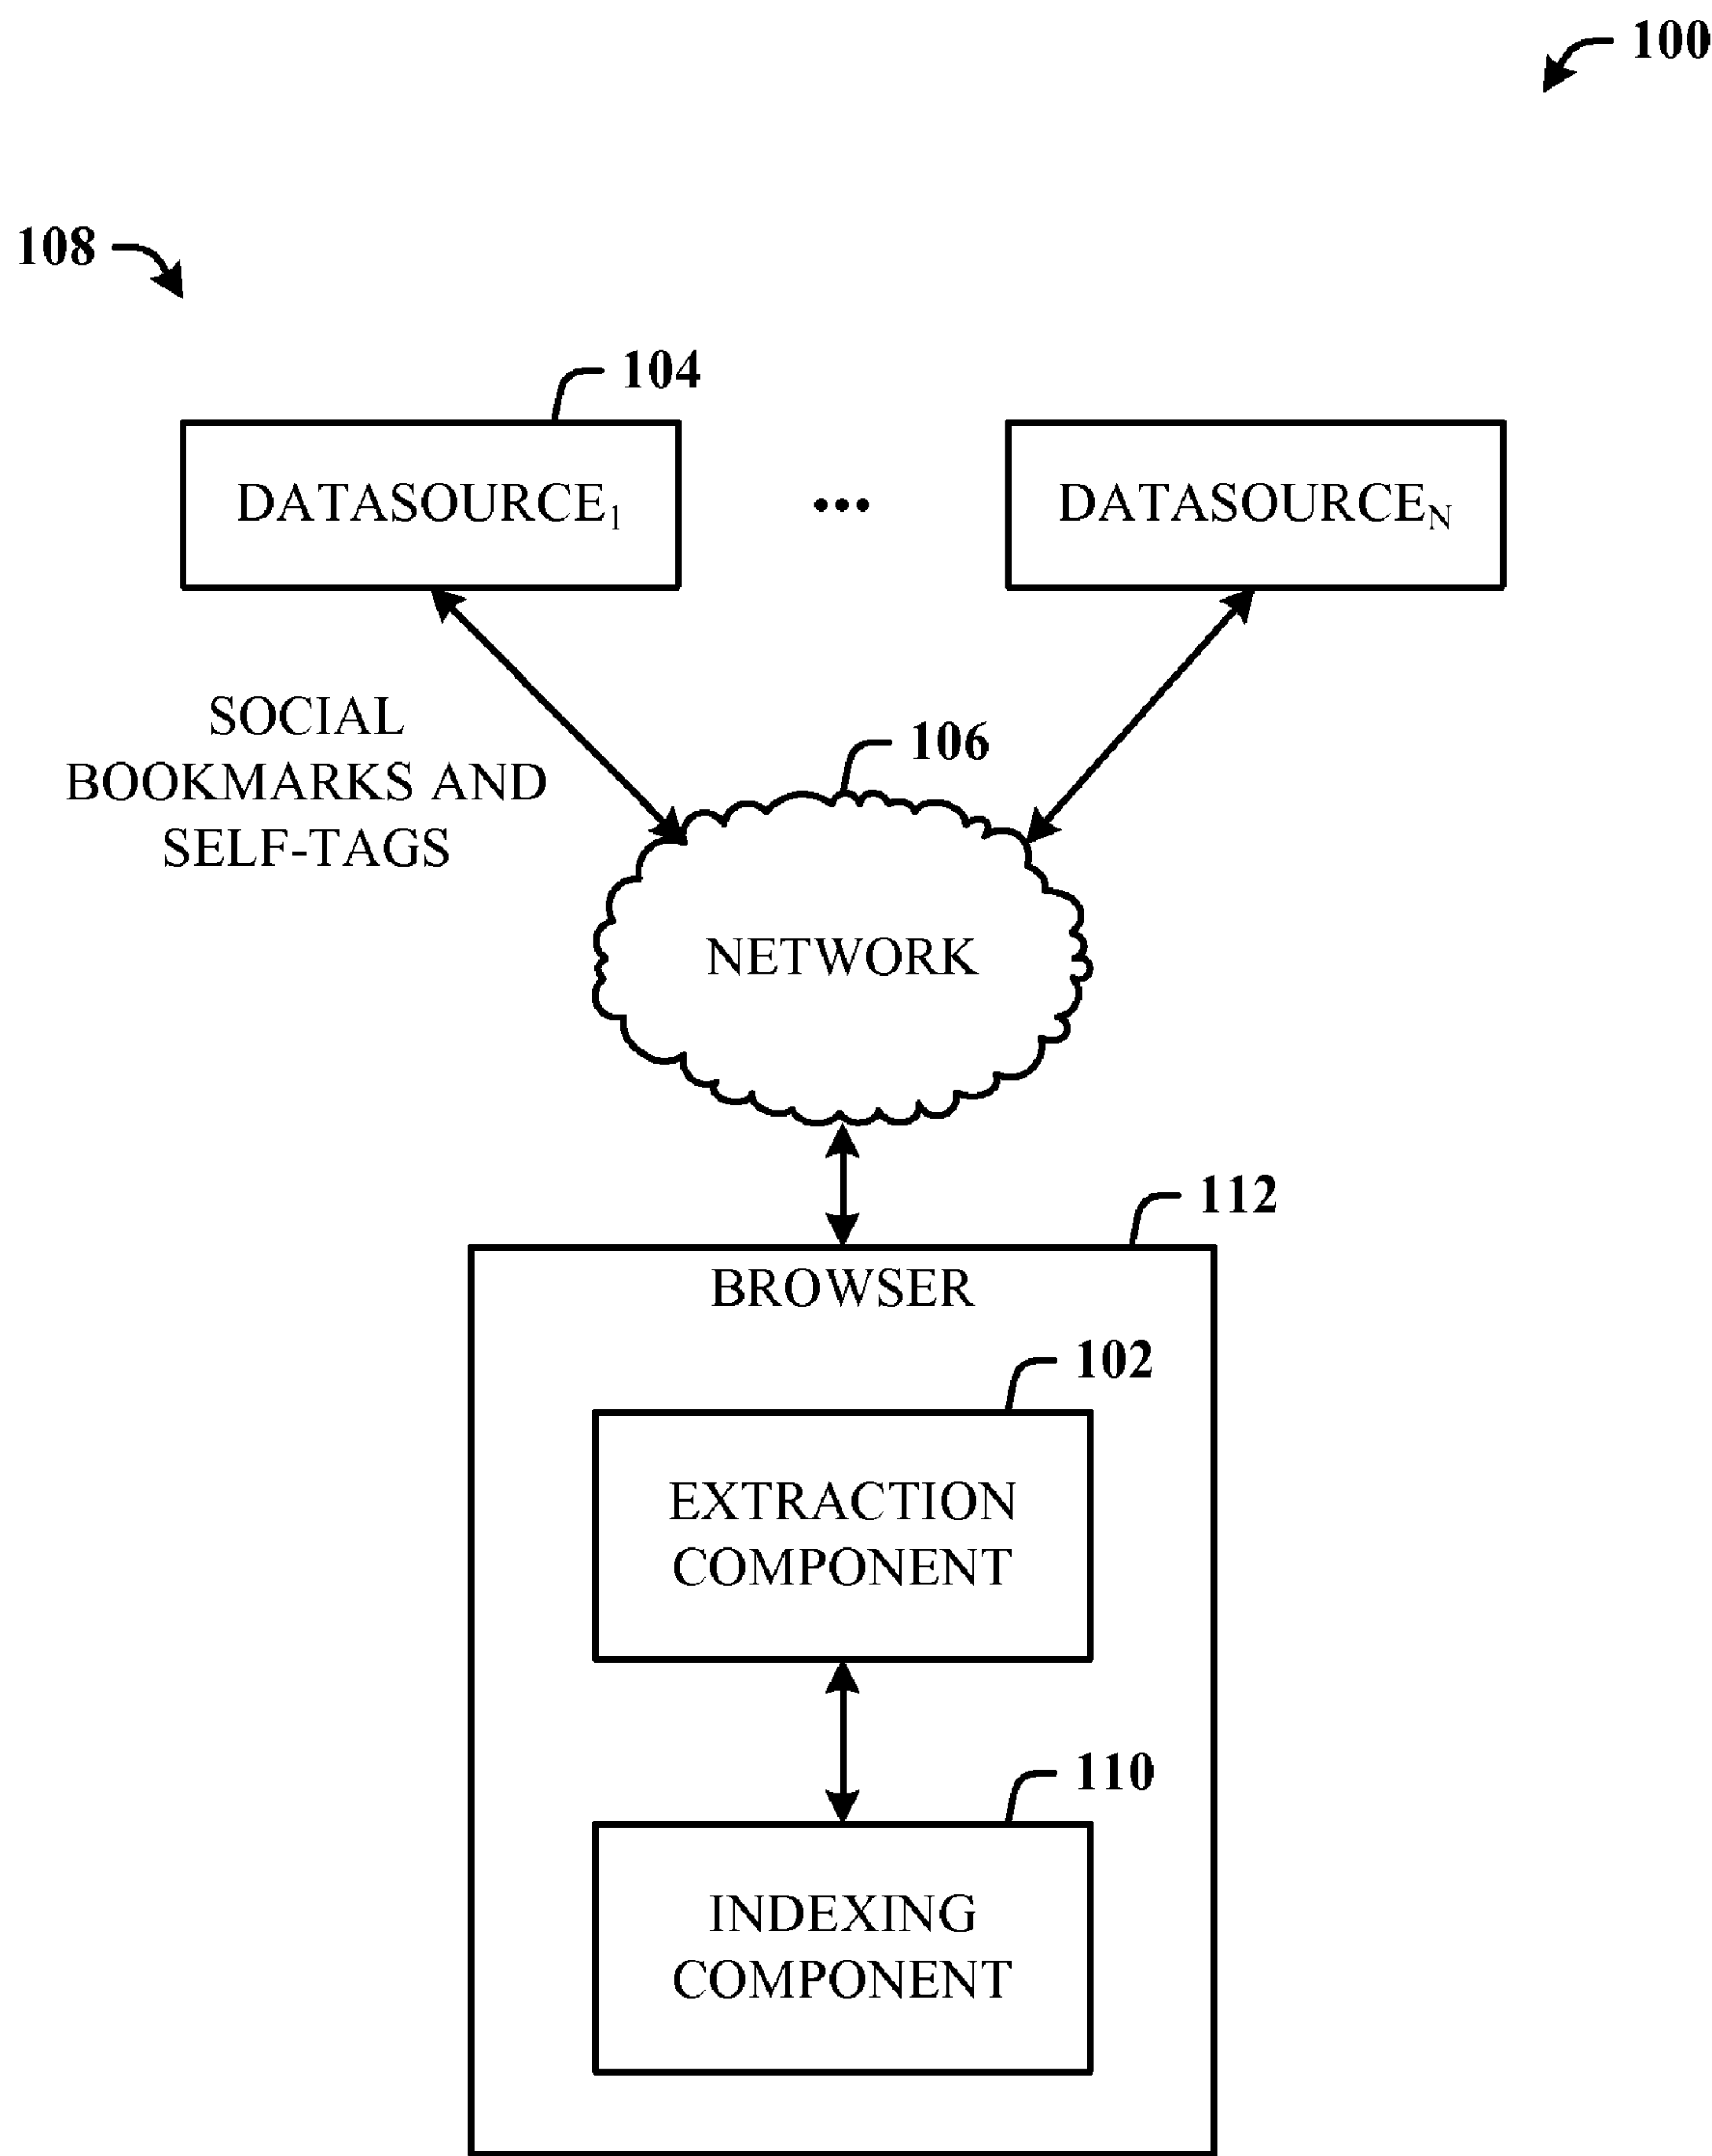 100
108
104
DATASOURCE₁
...
DATASOURCEN
SOCIAL
BOOKMARKS AND
SELF-TAGS
106
NETWORK
112
BROWSER
102
EXTRACTION
COMPONENT
110
INDEXING
COMPONENT